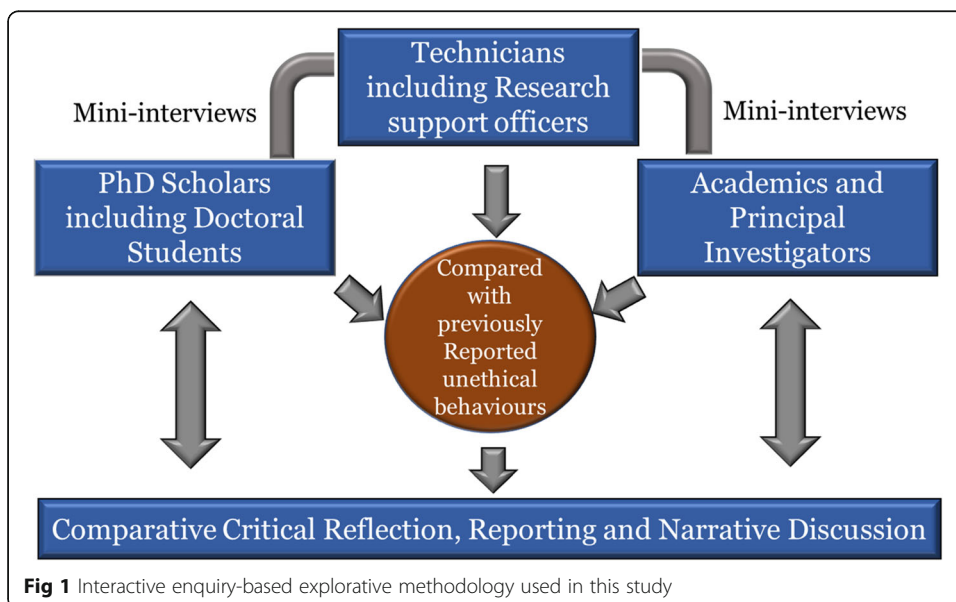 Technicians
including Research
support officers
Mini-interviews
Mini-interviews
PhD Scholars
including Doctoral
Students
Academics and
Principal
Investigators
Compared
with
previously
Reported
unethical
behaviours
Comparative Critical Reflection, Reporting and Narrative Discussion
Fig 1 Interactive enquiry-based explorative methodology used in this study